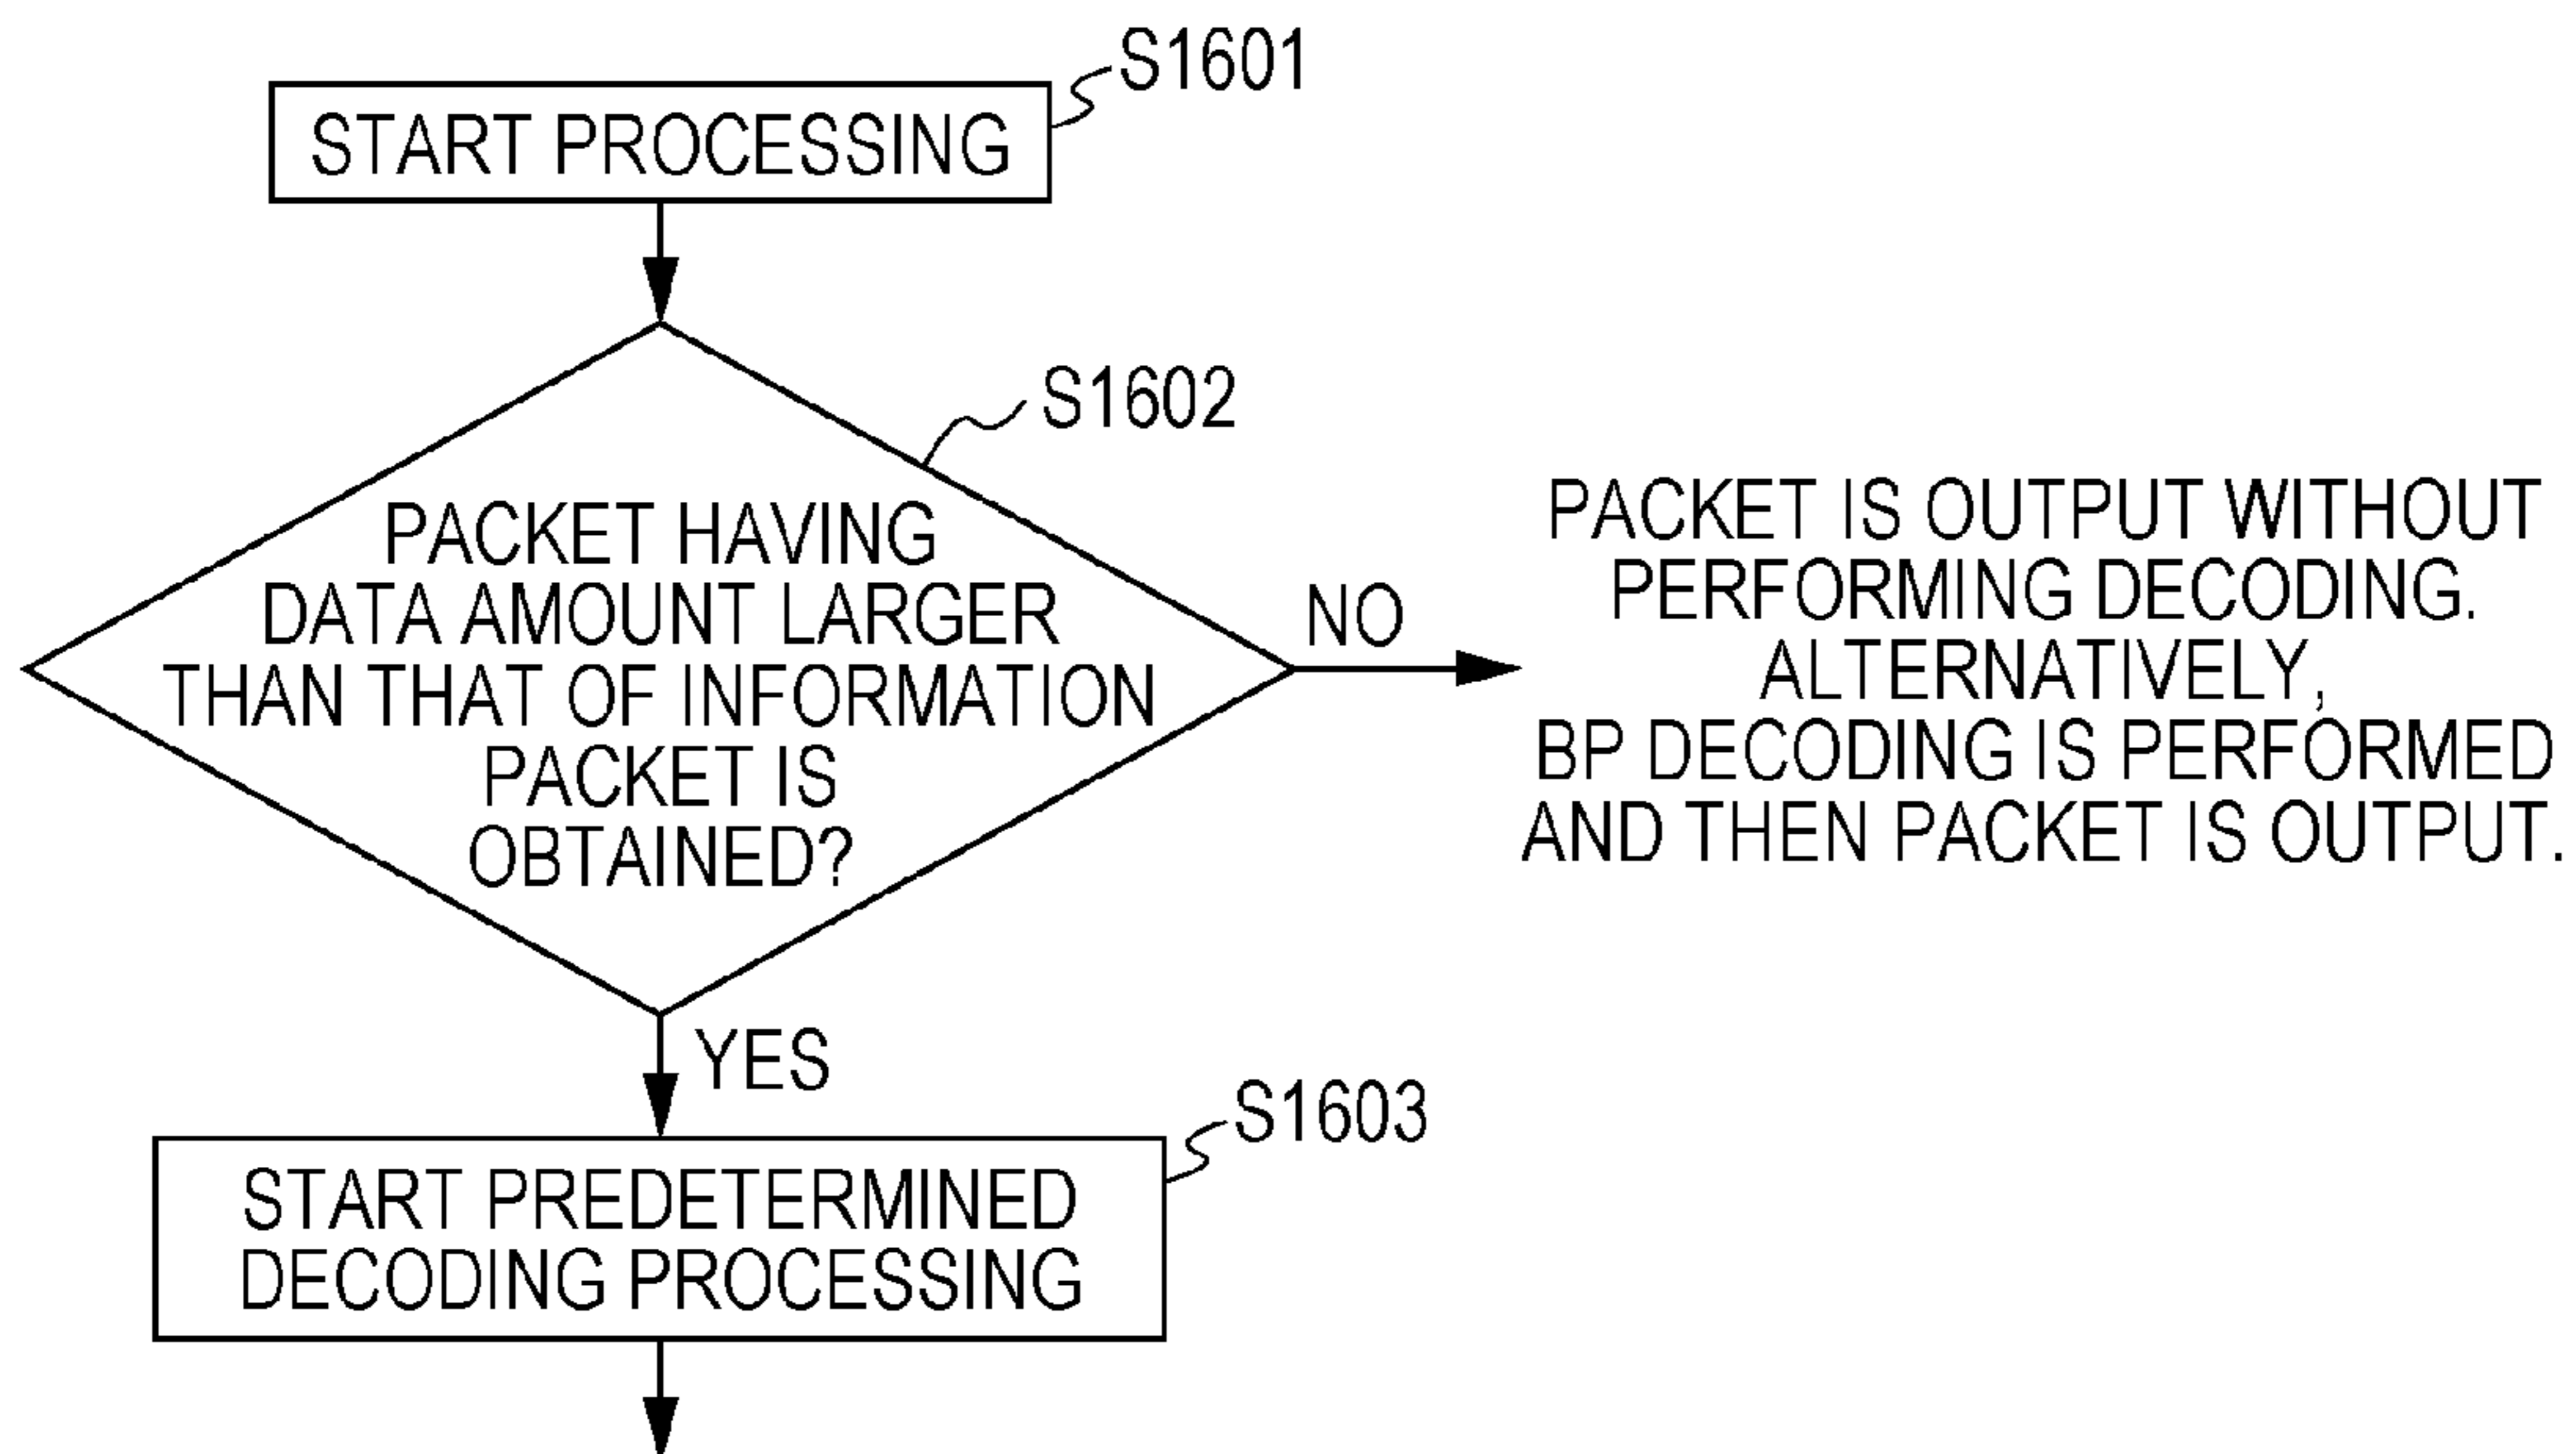 S1601
START PROCESSING
S1602
PACKET HAVING
DATA AMOUNT LARGER
THAN THAT OF INFORMATION
PACKET IS
OBTAINED?
NO
PACKET IS OUTPUT WITHOUT
PERFORMING DECODING.
ALTERNATIVELY,
BP DECODING IS PERFORMED
AND THEN PACKET IS OUTPUT.
YES
S1603
START PREDETERMINED
DECODING PROCESSING